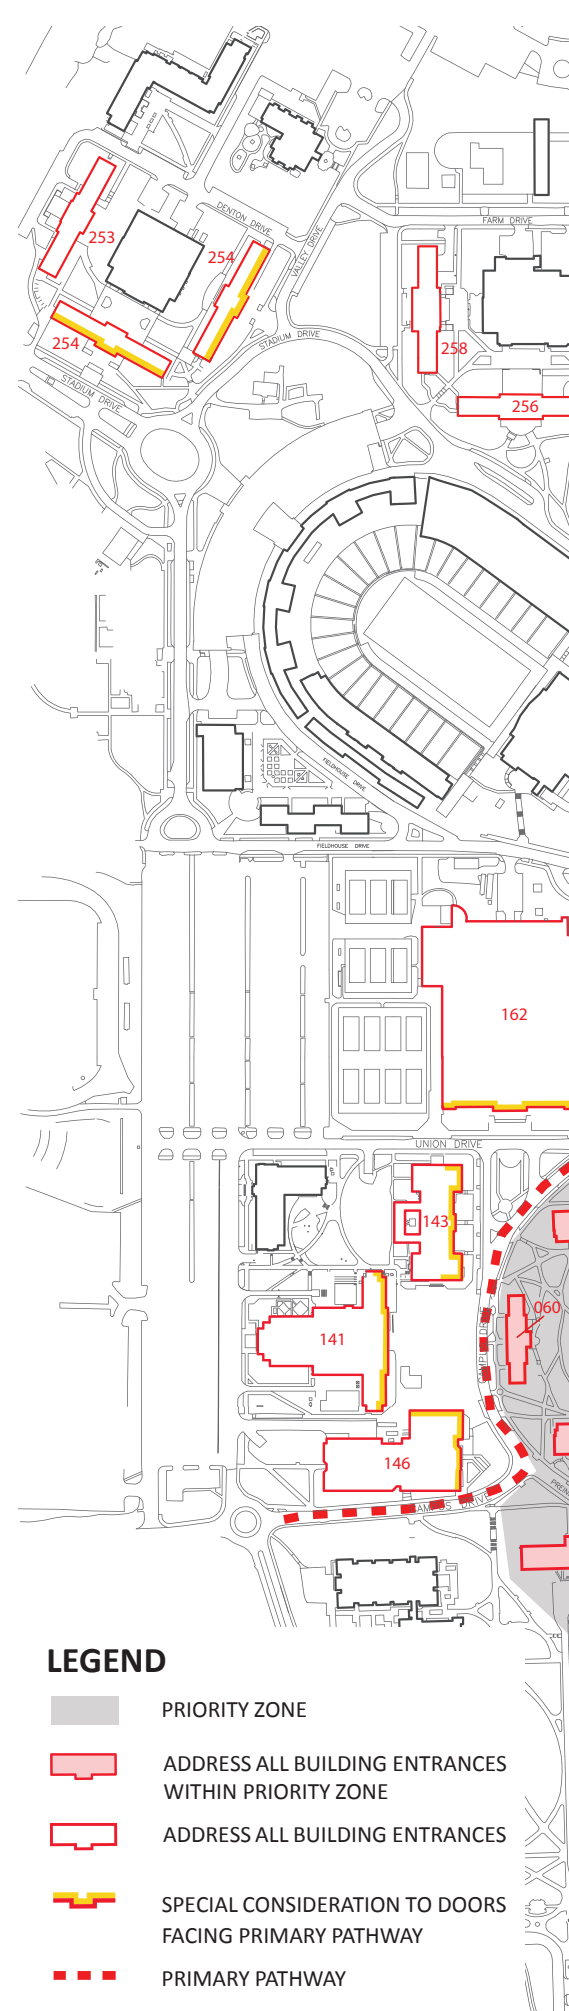 DENTON DRIVE
VALLEY DRIVE
FARM DRIVE
253
254
254
STADIUM DRIVE
258
STADIUM DRIVE
256
FIELDHOUSE DRIVE
FIELDHOUSE DRIVE
162
UNION DRIVE
143
060
141
146
CAMPUS DRIVE
LEGEND
PRIORITY ZONE
ADDRESS ALL BUILDING ENTRANCES
WITHIN PRIORITY ZONE
ADDRESS ALL BUILDING ENTRANCES
SPECIAL CONSIDERATION TO DOORS
FACING PRIMARY PATHWAY
PRIMARY PATHWAY